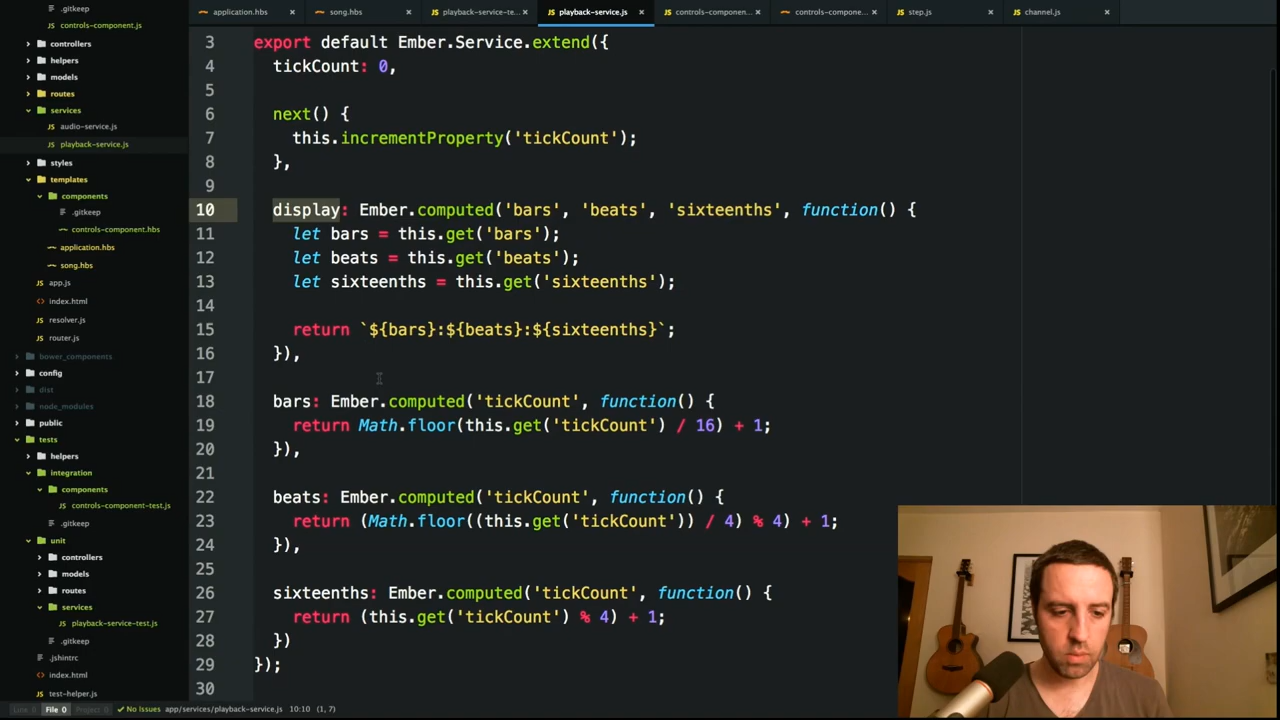 .gitkeep
controls-component.js
controllers
helpers
models
routes
services
audio-service.js
playback-service.js
styles
templates
components
.gitkeep
controls-component.hbs
application.hbs
song.hbs
app.js
index.html
resolver.js
router.js
bower_components
config
dist
node_modules
public
tests
helpers
integration
components
controls-component-test.js
.gitkeep
unit
controllers
models
routes
services
playback-service-test.js
.gitkeep
.jshintrc
index.html
test-helper.js
application.hbs
song.hbs
playback-service-te...
playback-service.js
controls-componen...
controls-compone...
step.js
channel.js
3 export default Ember.Service.extend({
4 tickCount: 0,
5
6 next() {
7 this.incrementProperty('tickCount');
8 },
9
10 display: Ember.computed('bars', 'beats', 'sixteenths', function() {
11 let bars = this.get('bars');
12 let beats = this.get('beats');
13 let sixteenths = this.get('sixteenths');
14
15 return `${bars}:${beats}:${sixteenths}`;
16 }),
17
18 bars: Ember.computed('tickCount', function() {
19 return Math.floor(this.get('tickCount') / 16) + 1;
20 }),
21
22 beats: Ember.computed('tickCount', function() {
23 return (Math.floor((this.get('tickCount')) / 4) % 4) + 1;
24 }),
25
26 sixteenths: Ember.computed('tickCount', function() {
27 return (this.get('tickCount') % 4) + 1;
28 })
29 });
30
Line 0 File 0 Project 0 No Issues app/services/playback-service.js 10:10 (1, 7)